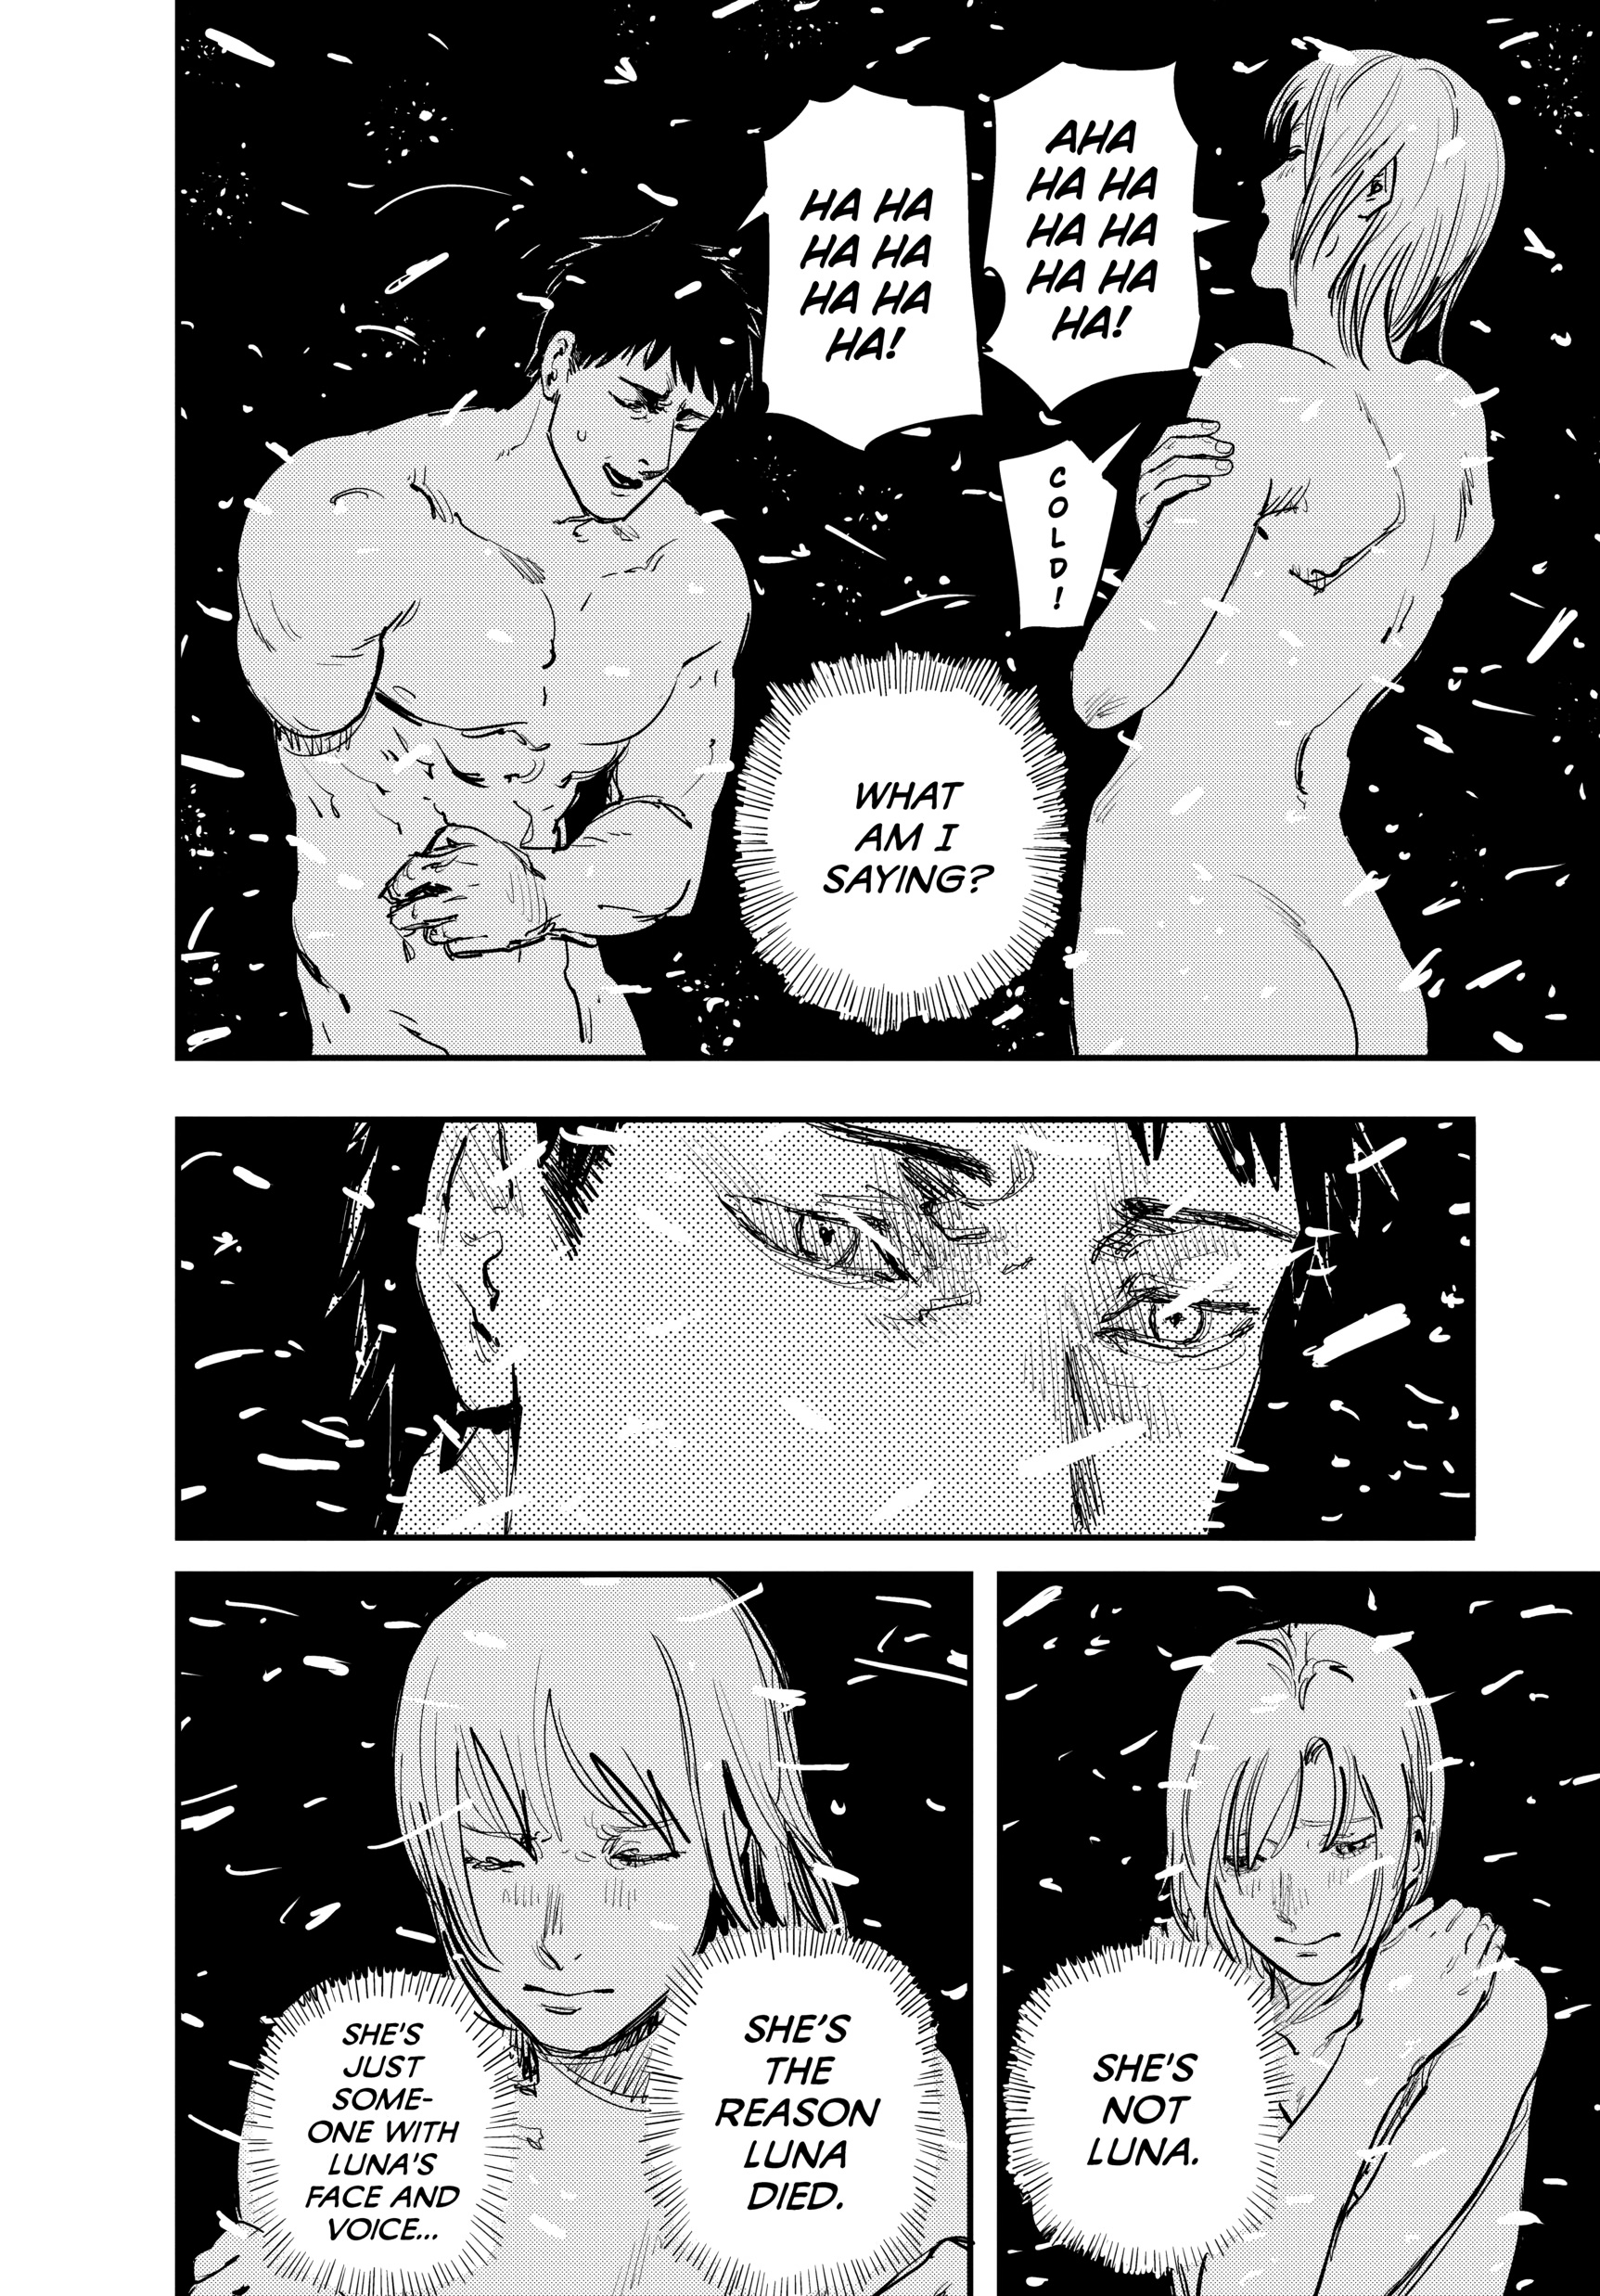 AHA
HA HA
HA HA
HA HA
HA!
HA HA
HA HA
HA HA
HA!
COLD!
WHAT
AM I
SAYING?
SHE'S
NOT
LUNA.
SHE'S
THE
REASON
LUNA
DIED.
SHE'S
JUST
SOME-
ONE WITH
LUNA'S
FACE AND
VOICE...